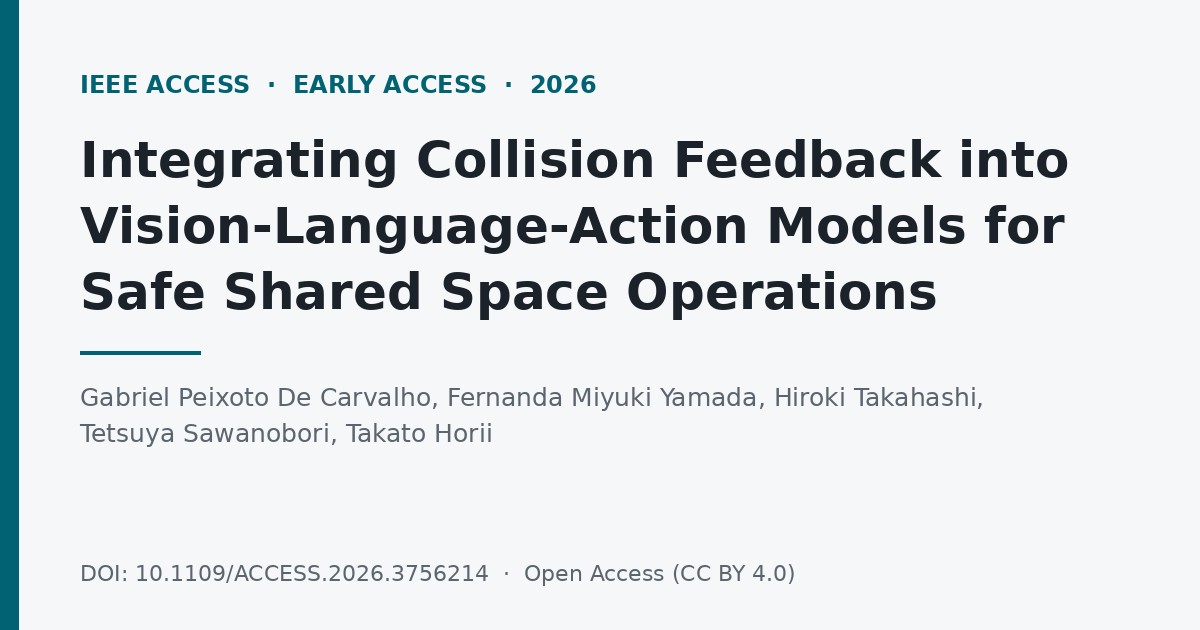 IEEE ACCESS · EARLY ACCESS · 2026
Integrating Collision Feedback into
Vision-Language-Action Models for
Safe Shared Space Operations
Gabriel Peixoto De Carvalho, Fernanda Miyuki Yamada, Hiroki Takahashi,
Tetsuya Sawanobori, Takato Horii
DOI: 10.1109/ACCESS.2026.3756214 · Open Access (CC BY 4.0)